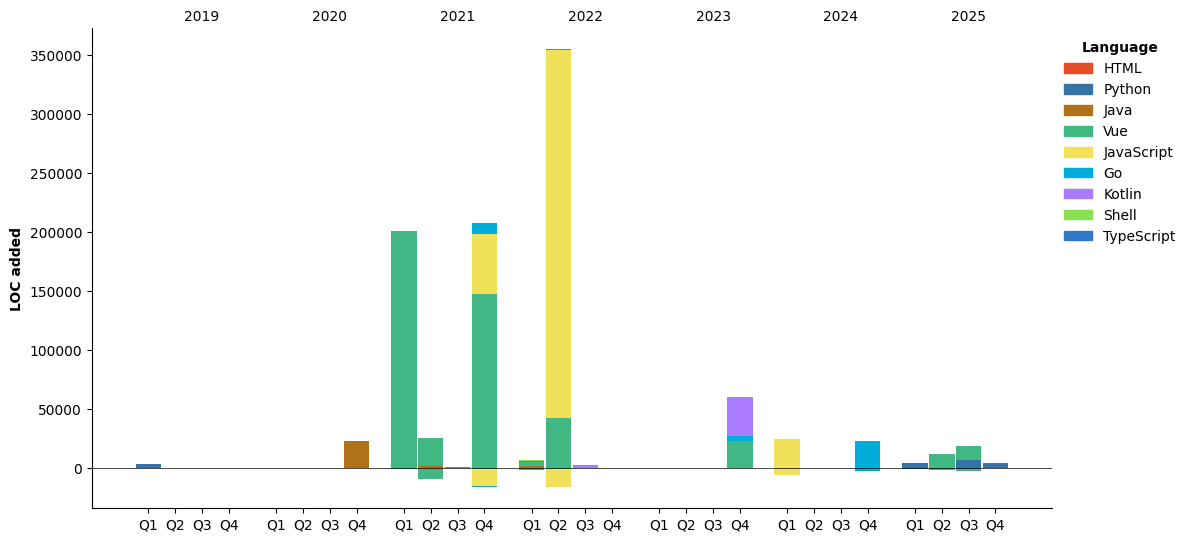 2019 2020 2021 2022 2023 2024 2025
Language
HTML
Python
Java
Vue
JavaScript
Go
Kotlin
Shell
TypeScript
LOC added
350000
300000
250000
200000
150000
100000
50000
0
Q1 Q2 Q3 Q4 Q1 Q2 Q3 Q4 Q1 Q2 Q3 Q4 Q1 Q2 Q3 Q4 Q1 Q2 Q3 Q4 Q1 Q2 Q3 Q4 Q1 Q2 Q3 Q4